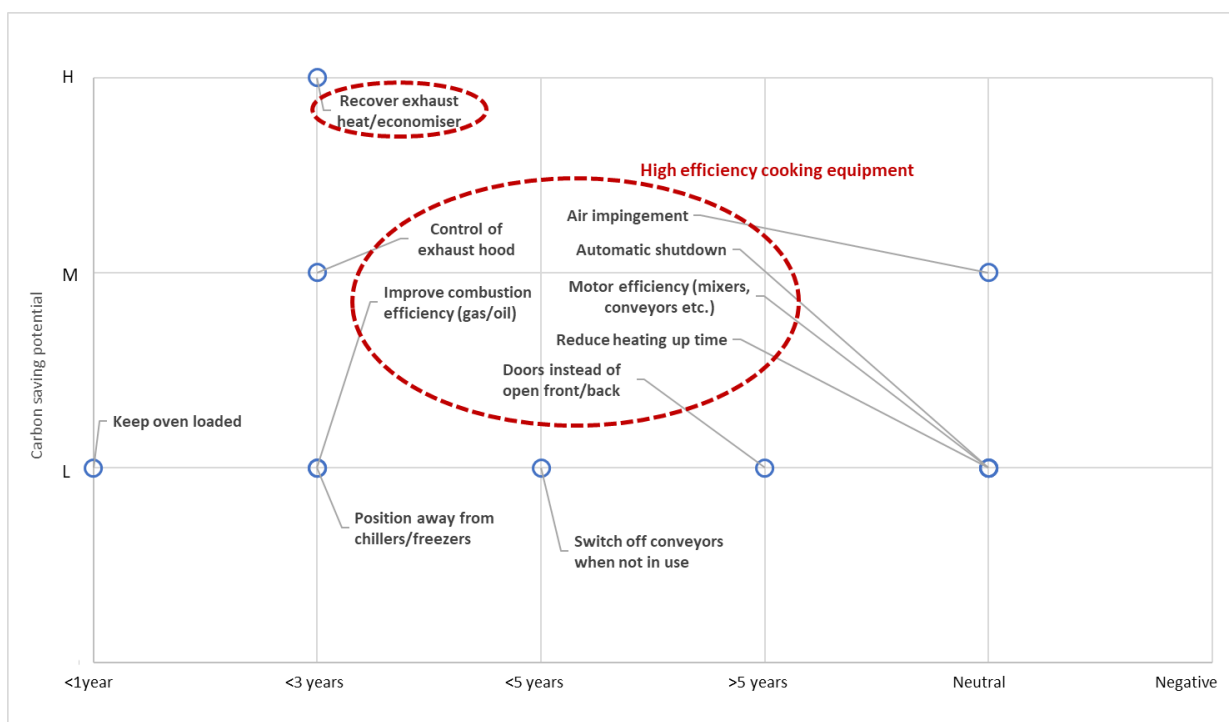 H
Recover exhaust
heat/economiser
High efficiency cooking equipment
Air impingement
Control of
exhaust hood
Automatic shutdown
M
Motor efficiency (mixers,
conveyors etc.)
Improve combustion
efficiency (gas/oil)
Reduce heating up time
Doors instead of
open front/back
Carbon saving potential
Keep oven loaded
L
Position away from
chillers/freezers
Switch off conveyors
when not in use
<1year
<3 years
<5 years
>5 years
Neutral
Negative